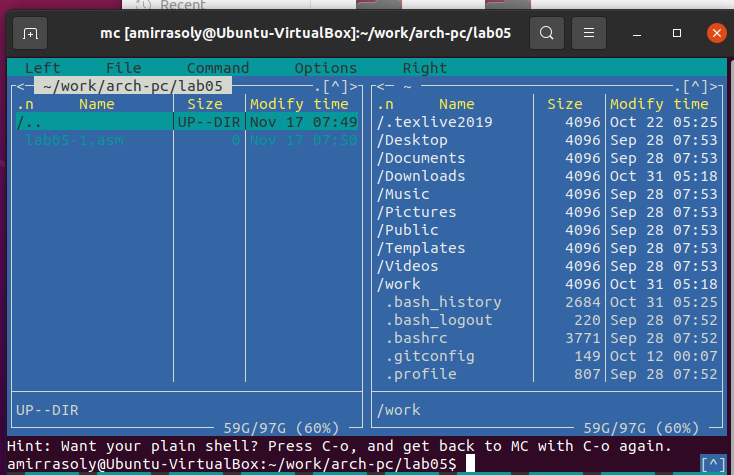 Recent
mc [amirrasoly@Ubuntu-VirtualBox]:~/work/arch-pc/lab05
Left File Command Options Right
<─ ~/work/arch-pc/lab05 .[^]> <─ ~ .[^]>
.n Name Size Modify time .n Name Size Modify time
/.. UP--DIR Nov 17 07:49 /.texlive2019 4096 Oct 22 05:25
lab05-1.asm 0 Nov 17 07:50 /Desktop 4096 Sep 28 07:53
/Documents 4096 Sep 28 07:53
/Downloads 4096 Oct 31 05:18
/Music 4096 Sep 28 07:53
/Pictures 4096 Sep 28 07:53
/Public 4096 Sep 28 07:53
/Templates 4096 Sep 28 07:53
/Videos 4096 Sep 28 07:53
/work 4096 Oct 31 05:18
.bash_history 2684 Oct 31 05:25
.bash_logout 220 Sep 28 07:52
.bashrc 3771 Sep 28 07:52
.gitconfig 149 Oct 12 00:07
.profile 807 Sep 28 07:52
UP--DIR /work
59G/97G (60%) 59G/97G (60%)
Hint: Want your plain shell? Press C-o, and get back to MC with C-o again.
amirrasoly@Ubuntu-VirtualBox:~/work/arch-pc/lab05$ [^]